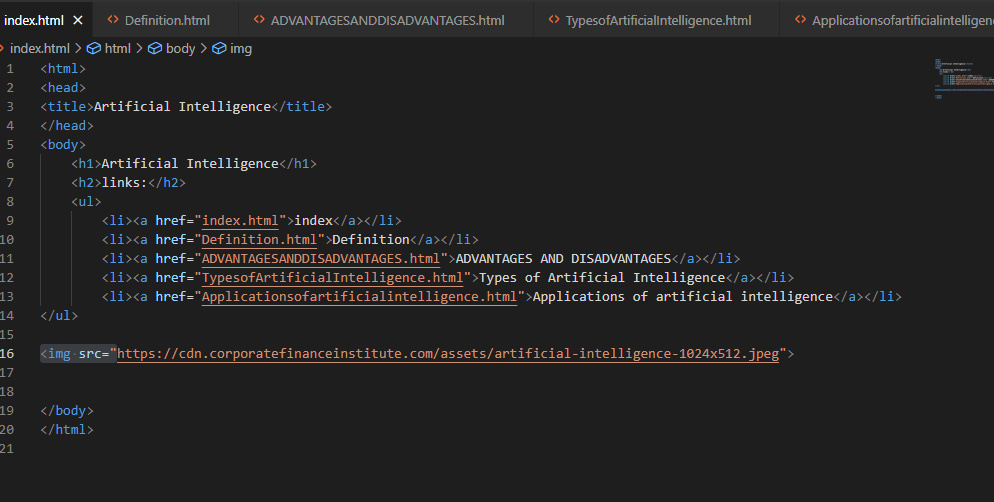 index.html Definition.html ADVANTAGESANDDISADVANTAGES.html TypesofArtificialIntelligence.html Applicationsofartificialintelligen
index.html > html > body > img
1 <html>
2 <head>
3 <title>Artificial Intelligence</title>
4 </head>
5 <body>
6 <h1>Artificial Intelligence</h1>
7 <h2>links:</h2>
8 <ul>
9 <li><a href="index.html">index</a></li>
10 <li><a href="Definition.html">Definition</a></li>
11 <li><a href="ADVANTAGESANDDISADVANTAGES.html">ADVANTAGES AND DISADVANTAGES</a></li>
12 <li><a href="TypesofArtificialIntelligence.html">Types of Artificial Intelligence</a></li>
13 <li><a href="Applicationsofartificialintelligence.html">Applications of artificial intelligence</a></li>
14 </ul>
15
16 <img src="https://cdn.corporatefinanceinstitute.com/assets/artificial-intelligence-1024x512.jpeg">
17
18
19 </body>
20 </html>
21